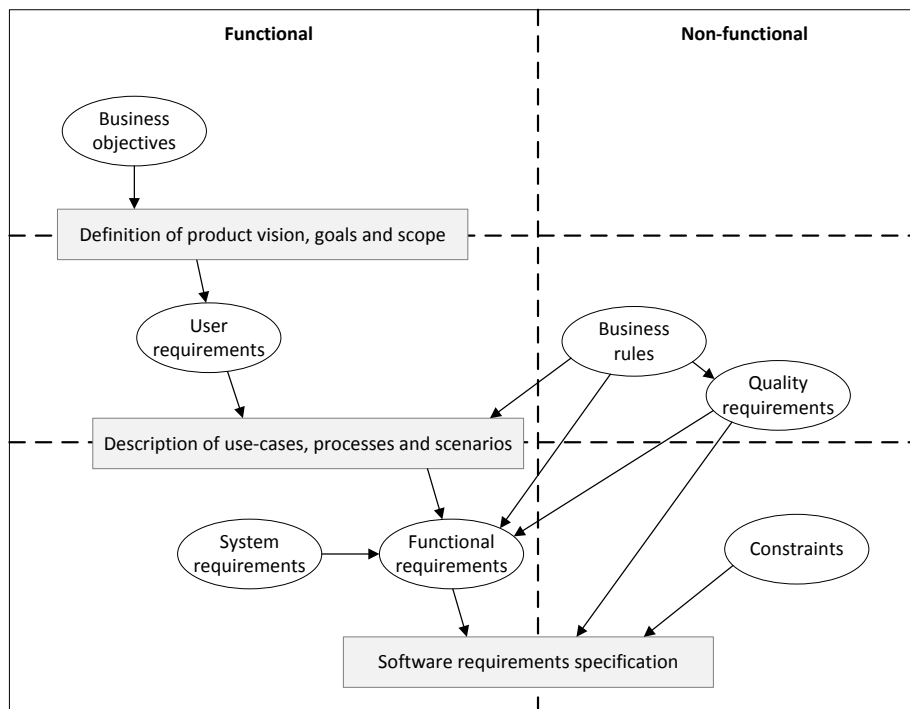 Functional
Non-functional
Business
objectives
Definition of product vision, goals and scope
User
requirements
Business
rules
Quality
requirements
Description of use-cases, processes and scenarios
System
requirements
Functional
requirements
Constraints
Software requirements specification